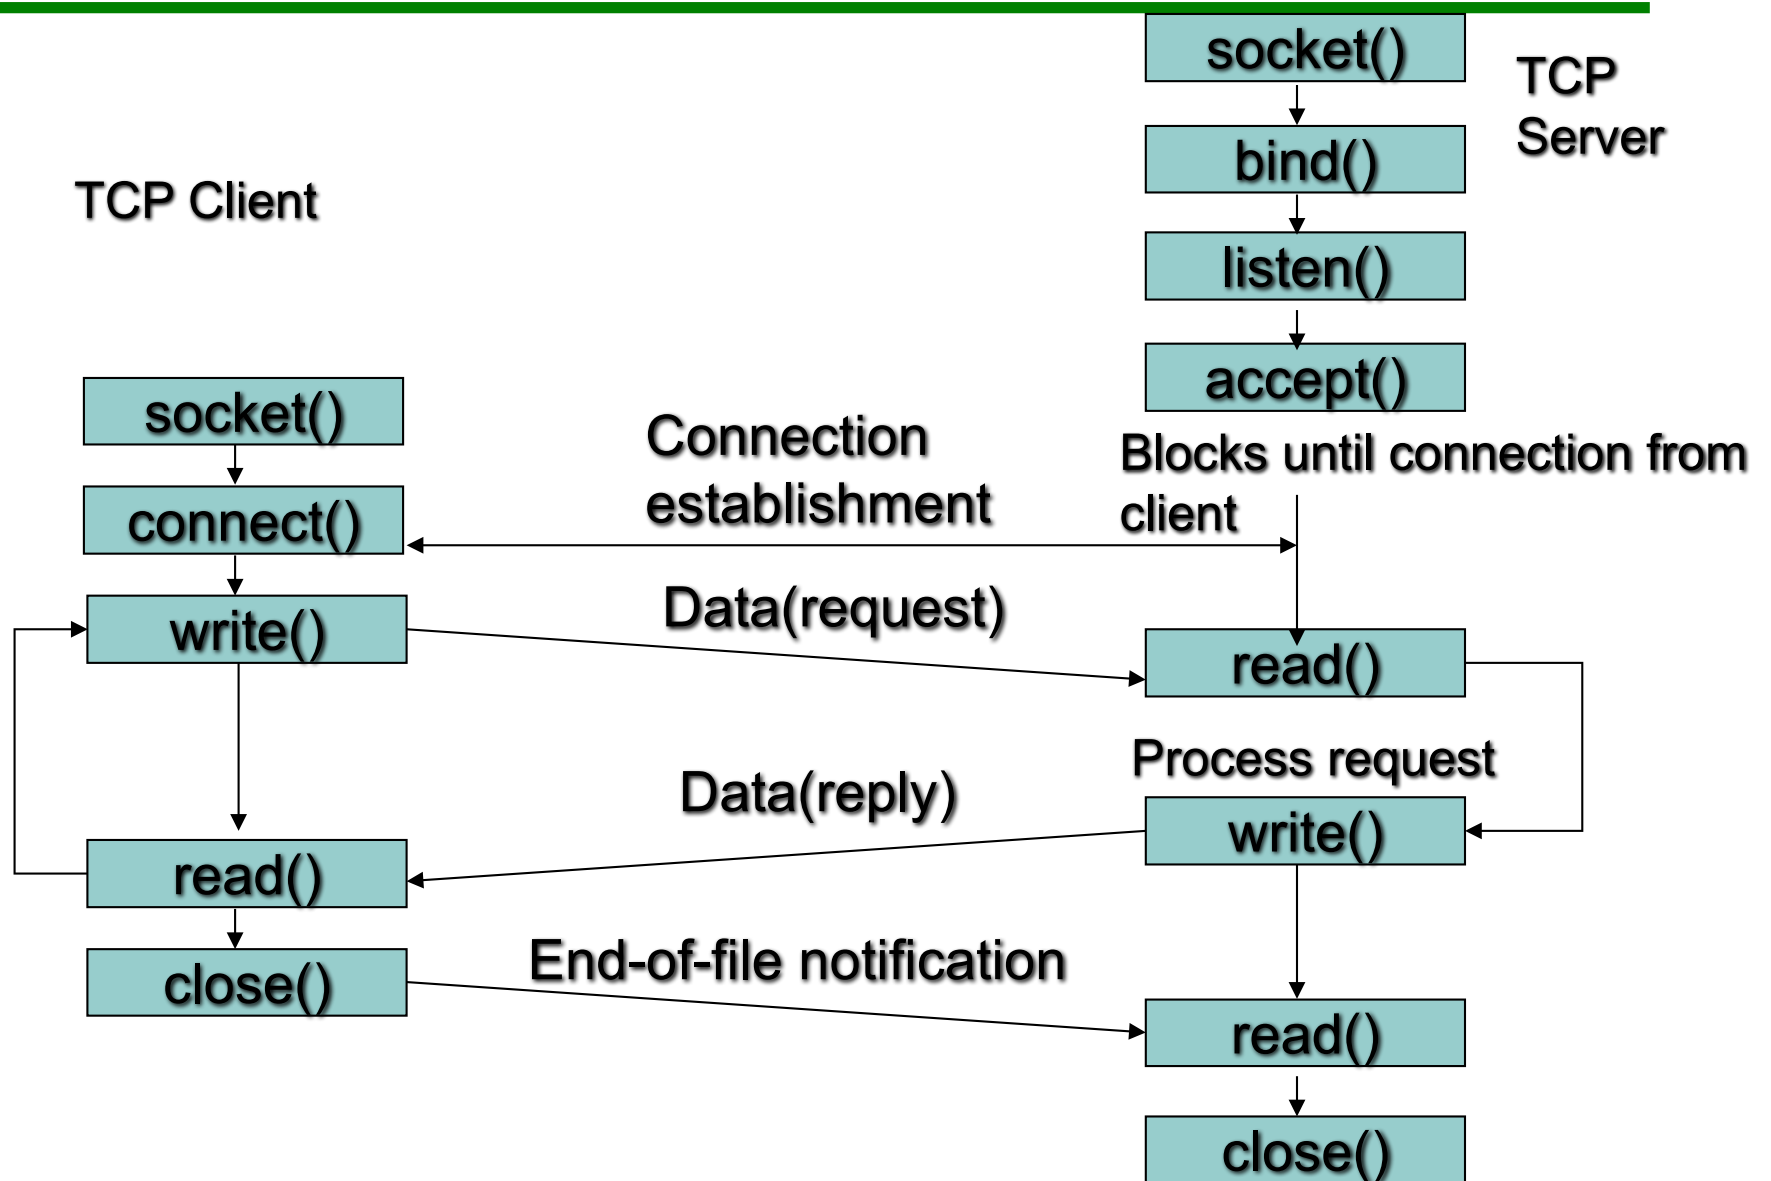 socket()
TCP
Server
bind()
TCP Client
listen()
accept()
socket()
Connection
establishment
Blocks until connection from
client
connect()
Data(request)
write()
read()
Process request
Data(reply)
write()
read()
End-of-file notification
close()
read()
close()